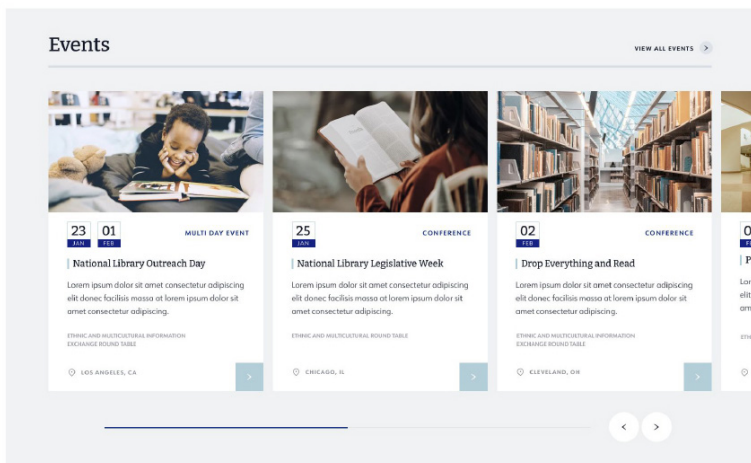 Events
VIEW ALL EVENTS
23 01 MULTI DAY EVENT
JAN FEB
National Library Outreach Day
Lorem ipsum dolor sit amet consectetur adipiscing
elit donec facilisis massa at lorem ipsum dolor sit
amet consectetur adipiscing.
ETHNIC AND MULTICULTURAL INFORMATION
EXCHANGE ROUND TABLE
LOS ANGELES, CA
25 CONFERENCE
JAN
National Library Legislative Week
Lorem ipsum dolor sit amet consectetur adipiscing
elit donec facilisis massa at lorem ipsum dolor sit
amet consectetur adipiscing.
ETHNIC AND MULTICULTURAL ROUND TABLE
CHICAGO, IL
02 CONFERENCE
FEB
Drop Everything and Read
Lorem ipsum dolor sit amet consectetur adipiscing
elit donec facilisis massa at lorem ipsum dolor sit
amet consectetur adipiscing.
ETHNIC AND MULTICULTURAL INFORMATION
EXCHANGE ROUND TABLE
CLEVELAND, OH